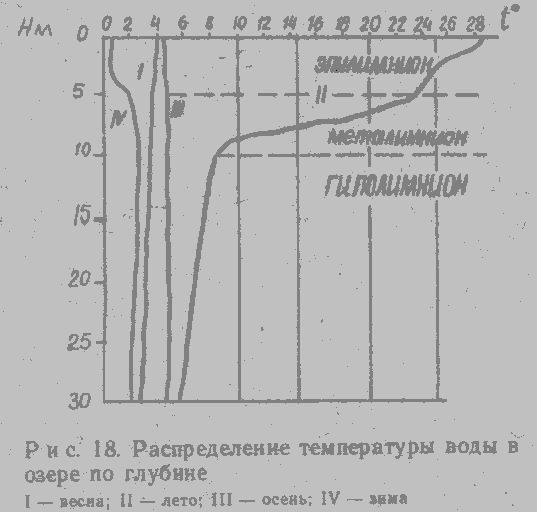 Нм 0 2 4 6 8 10 12 14 16 18 20 22 24 26 28 t°
0
I
ЭПИЛИМНИОН
5
II
III
IV
МЕТАЛИМНИОН
10
ГИПОЛИМНИОН
15
20
25
30
Рис. 18. Распределение температуры воды в
озере по глубине
I — весна; II — лето; III — осень; IV — зима